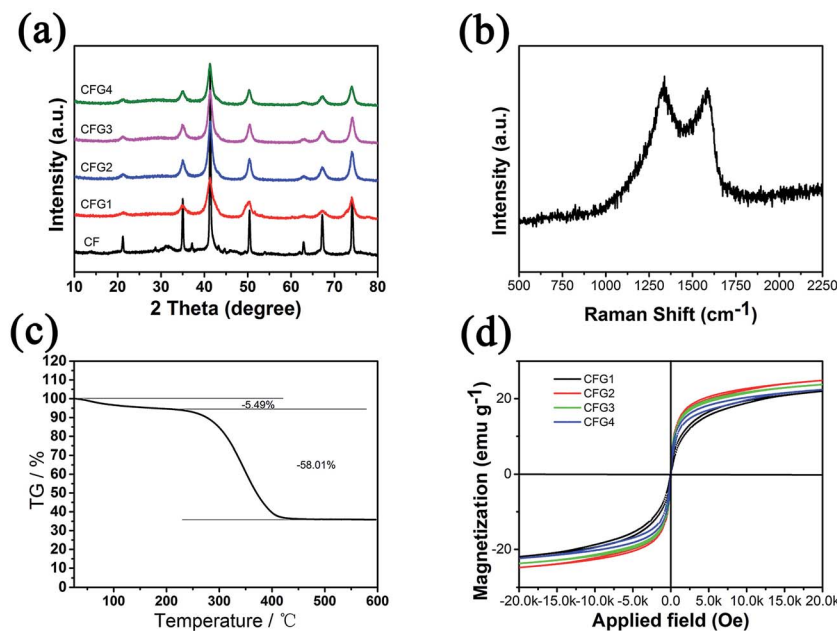 (a)
Intensity (a.u.)
CFG4
CFG3
CFG2
CFG1
CF
10 20 30 40 50 60 70 80
2 Theta (degree)
(b)
Intensity (a.u.)
500 750 1000 1250 1500 1750 2000 2250
Raman Shift (cm-1)
(c)
TG / %
120
110
100
90
80
70
60
50
40
30
20
10
0
-5.49%
-58.01%
100 200 300 400 500 600
Temperature / ℃
(d)
Magnetization (emu g-1)
20
0
-20
CFG1
CFG2
CFG3
CFG4
-20.0k -15.0k -10.0k -5.0k 0.0 5.0k 10.0k 15.0k 20.0k
Applied field (Oe)